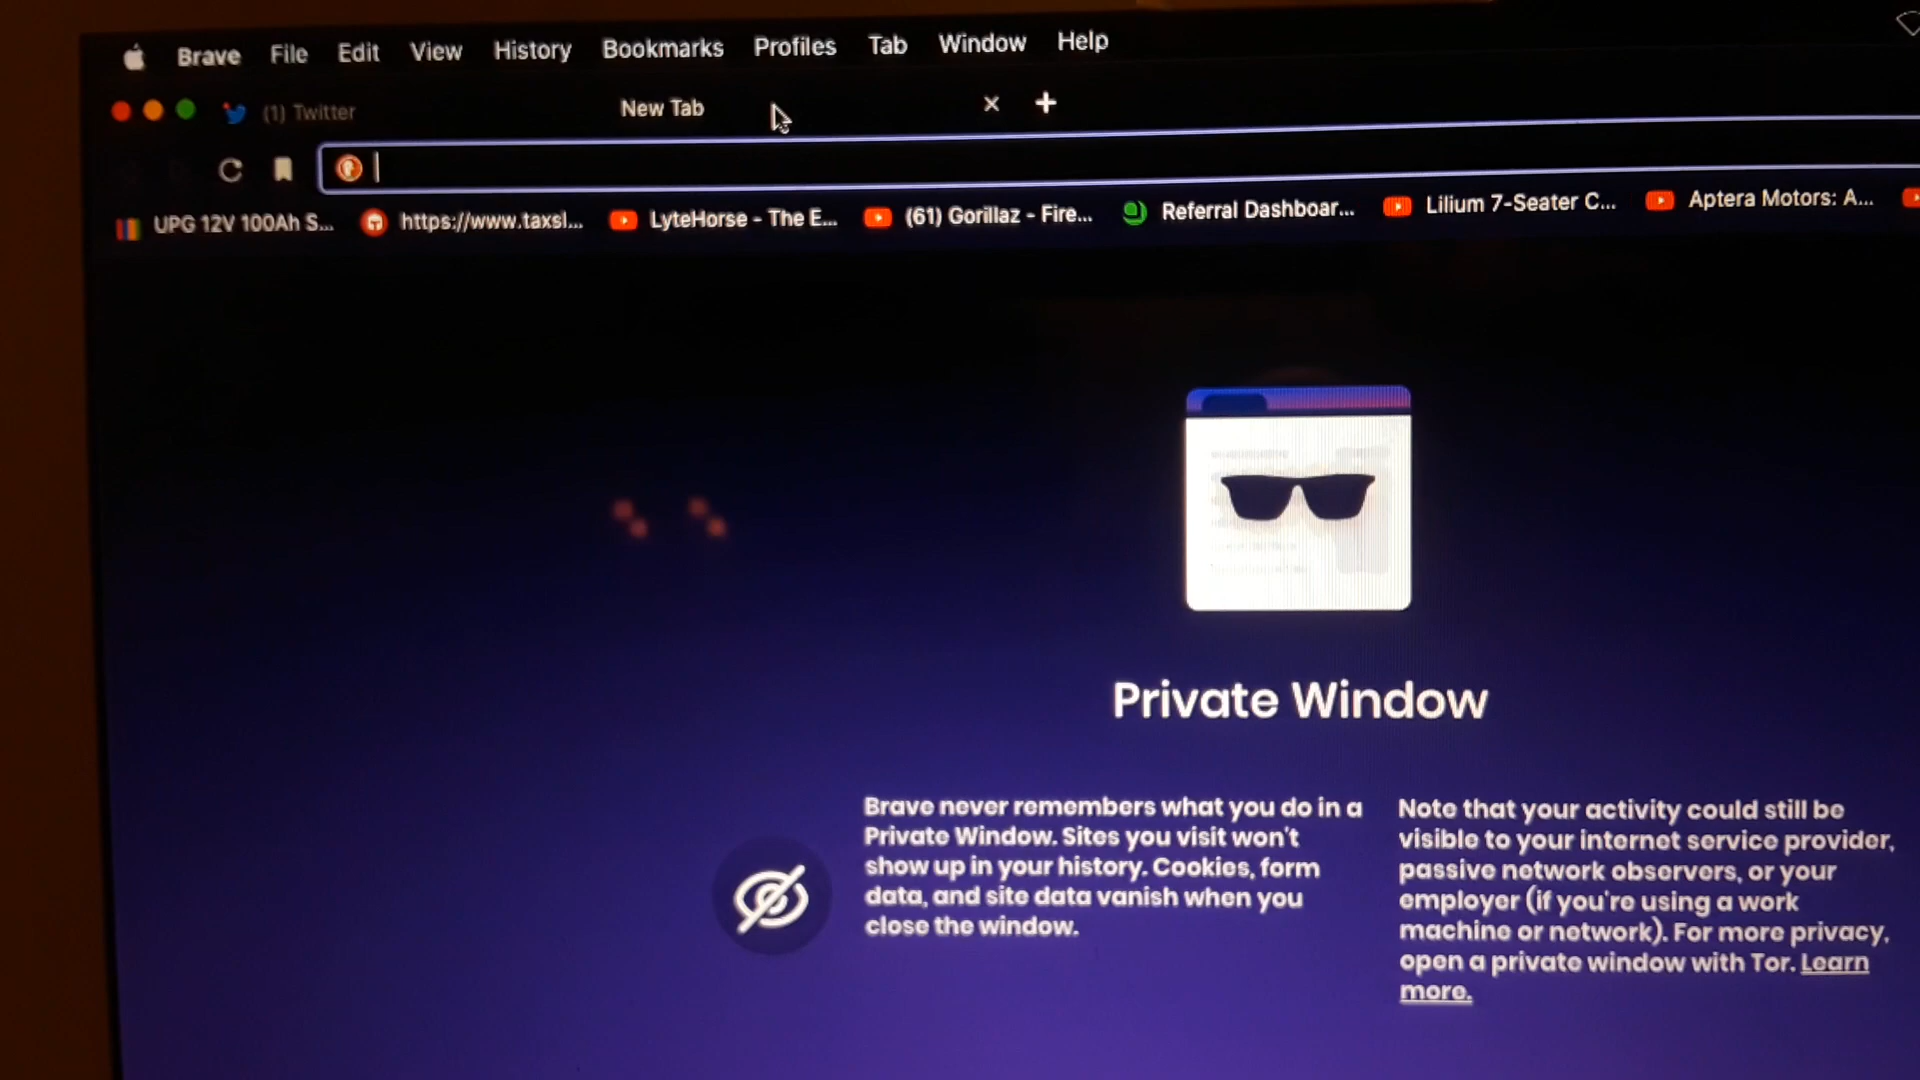 Brave File Edit View History Bookmarks Profiles Tab Window Help
(1) Twitter New Tab
UPG 12V 100Ah S... https://www.taxsl... LyteHorse - The E... (61) Gorillaz - Fire... Referral Dashboar... Lilium 7-Seater C... Aptera Motors: A...
Private Window
Brave never remembers what you do in a
Private Window. Sites you visit won't
show up in your history. Cookies, form
data, and site data vanish when you
close the window.
Note that your activity could still be
visible to your internet service provider,
passive network observers, or your
employer (if you're using a work
machine or network). For more privacy,
open a private window with Tor. Learn
more.